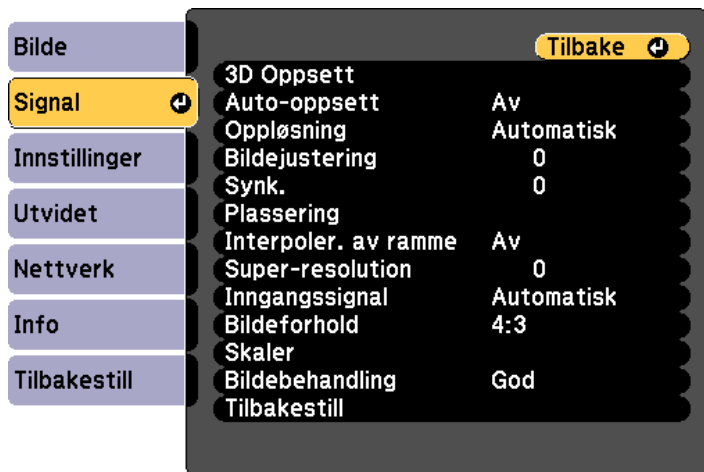 Bilde
Signal
Innstillinger
Utvidet
Nettverk
Info
Tilbakestill
Tilbake
3D Oppsett
Auto-oppsett Av
Oppløsning Automatisk
Bildejustering 0
Synk. 0
Plassering
Interpoler. av ramme Av
Super-resolution 0
Inngangssignal Automatisk
Bildeforhold 4:3
Skaler
Bildebehandling God
Tilbakestill